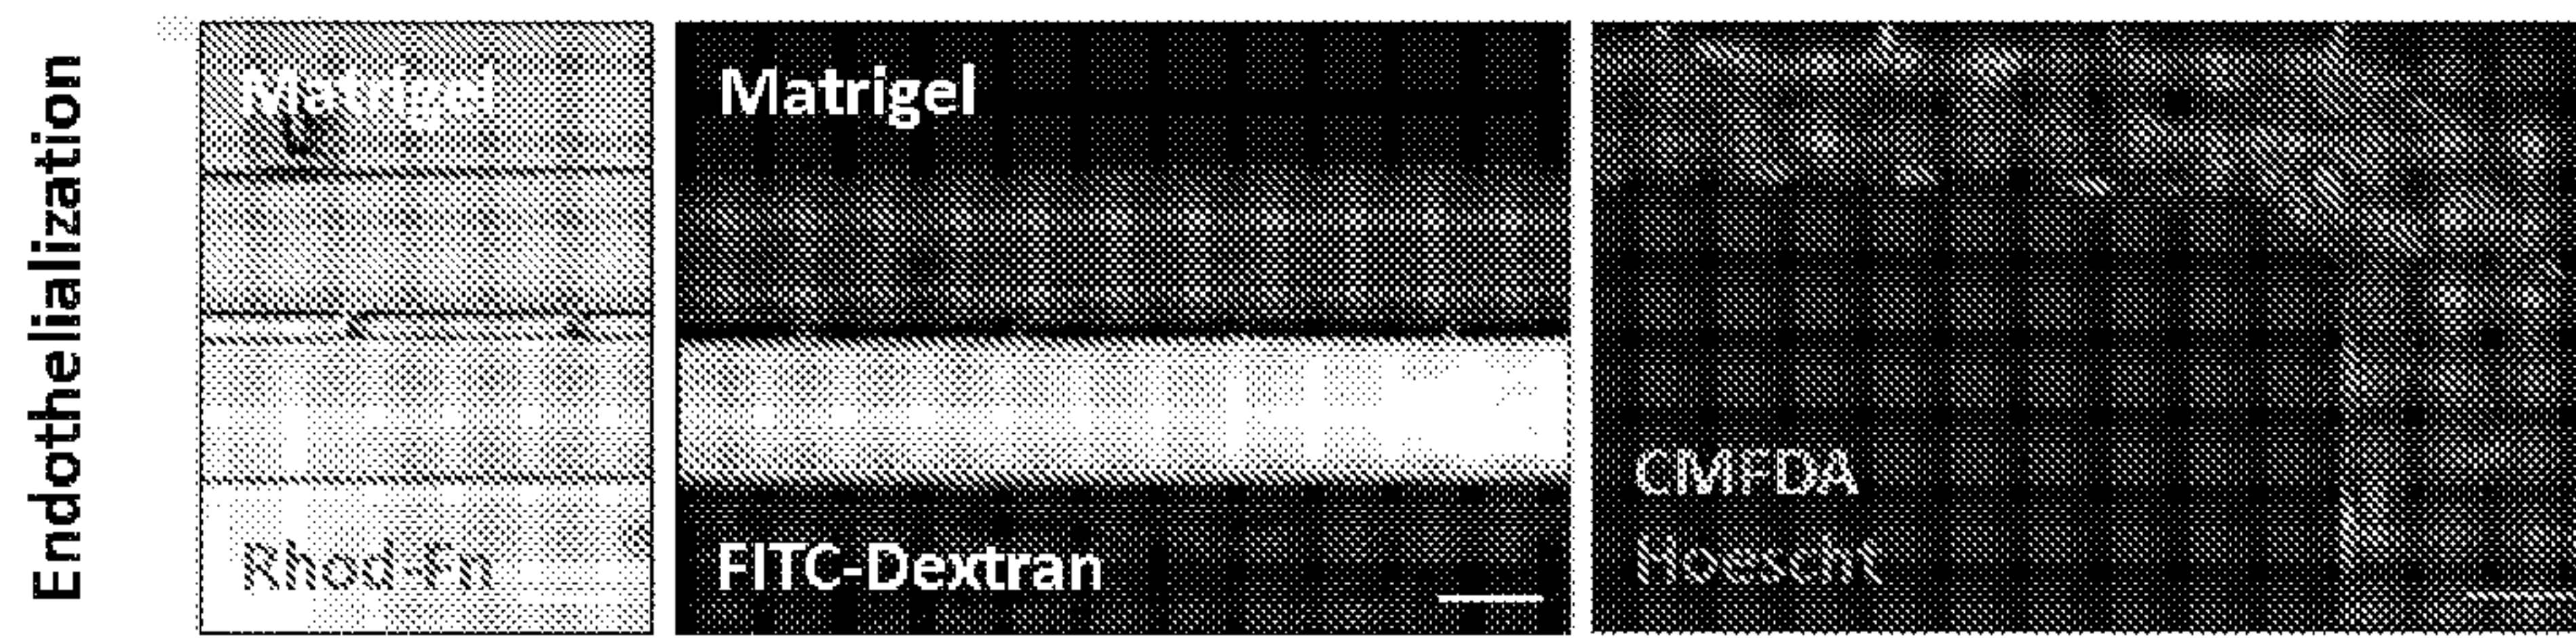 Endothelialization
Matrigel
Rhod-Fn
Matrigel
FITC-Dextran
CMFDA
Hoescht